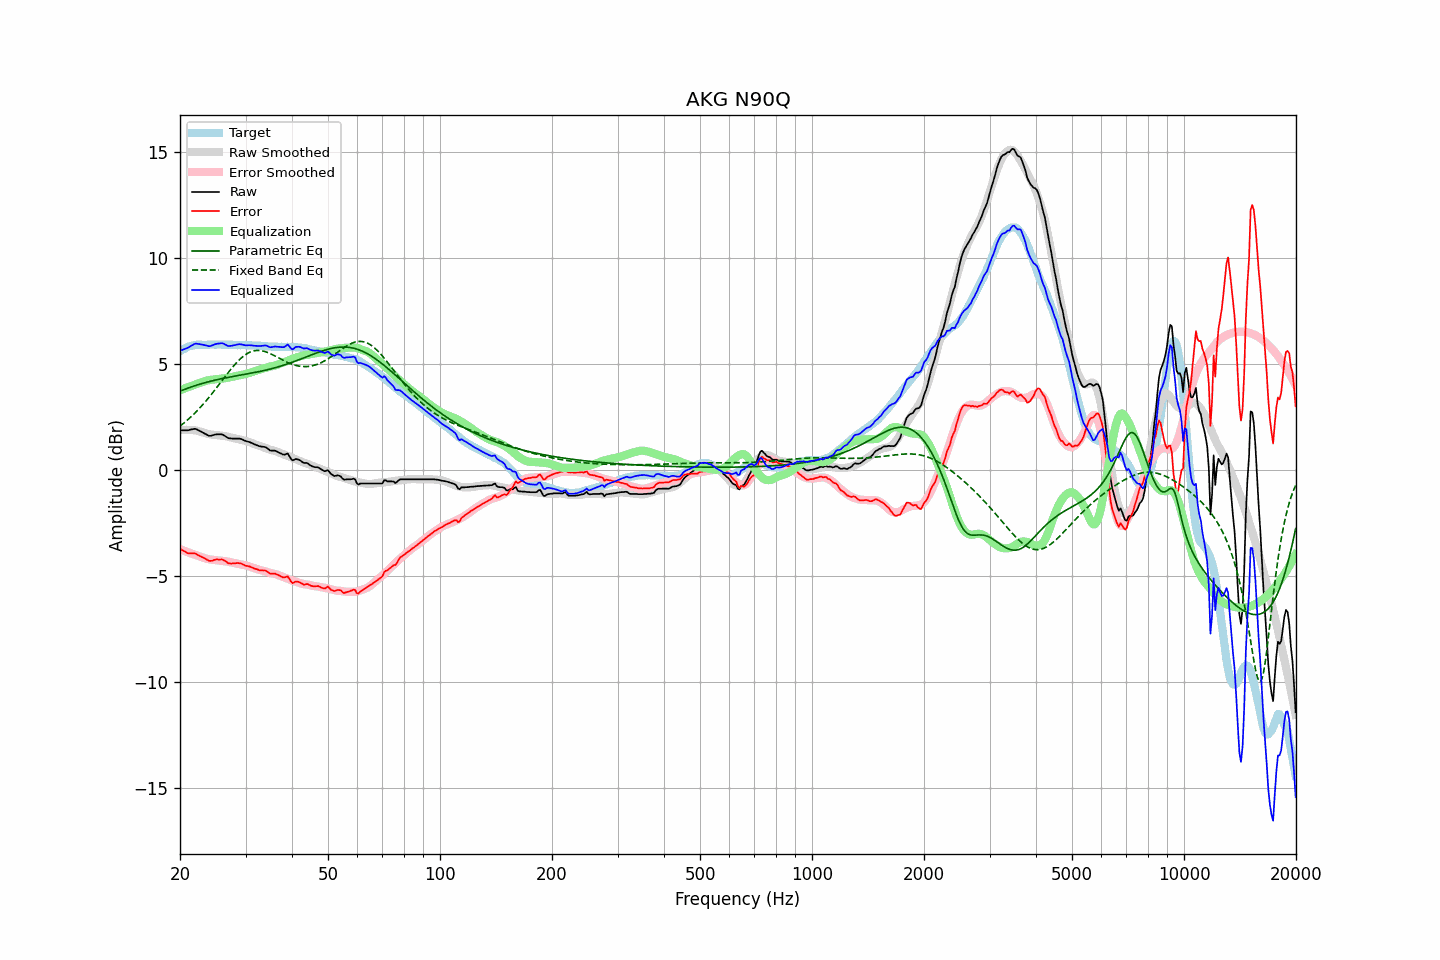 AKG N90Q
Target
Raw Smoothed
Error Smoothed
Raw
Error
Equalization
Parametric Eq
Fixed Band Eq
Equalized
Amplitude (dBr)
15
10
5
0
−5
−10
−15
20 50 100 200 500 1000 2000 5000 10000 20000
Frequency (Hz)